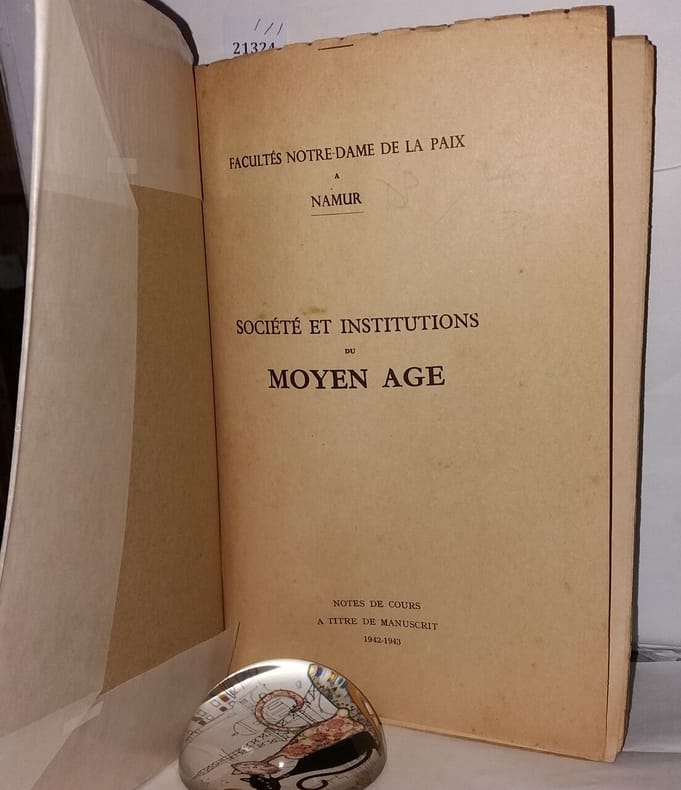 21324
FACULTÉS NOTRE-DAME DE LA PAIX
A
NAMUR
SOCIÉTÉ ET INSTITUTIONS
DU
MOYEN AGE
NOTES DE COURS
A TITRE DE MANUSCRIT
1942-1943